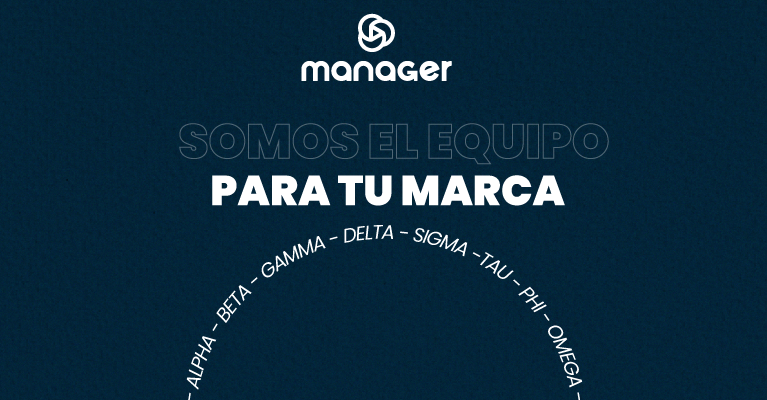 manager
SOMOS EL EQUIPO
PARA TU MARCA
- ALPHA - BETA - GAMMA - DELTA - SIGMA -TAU - PHI - OMEGA -